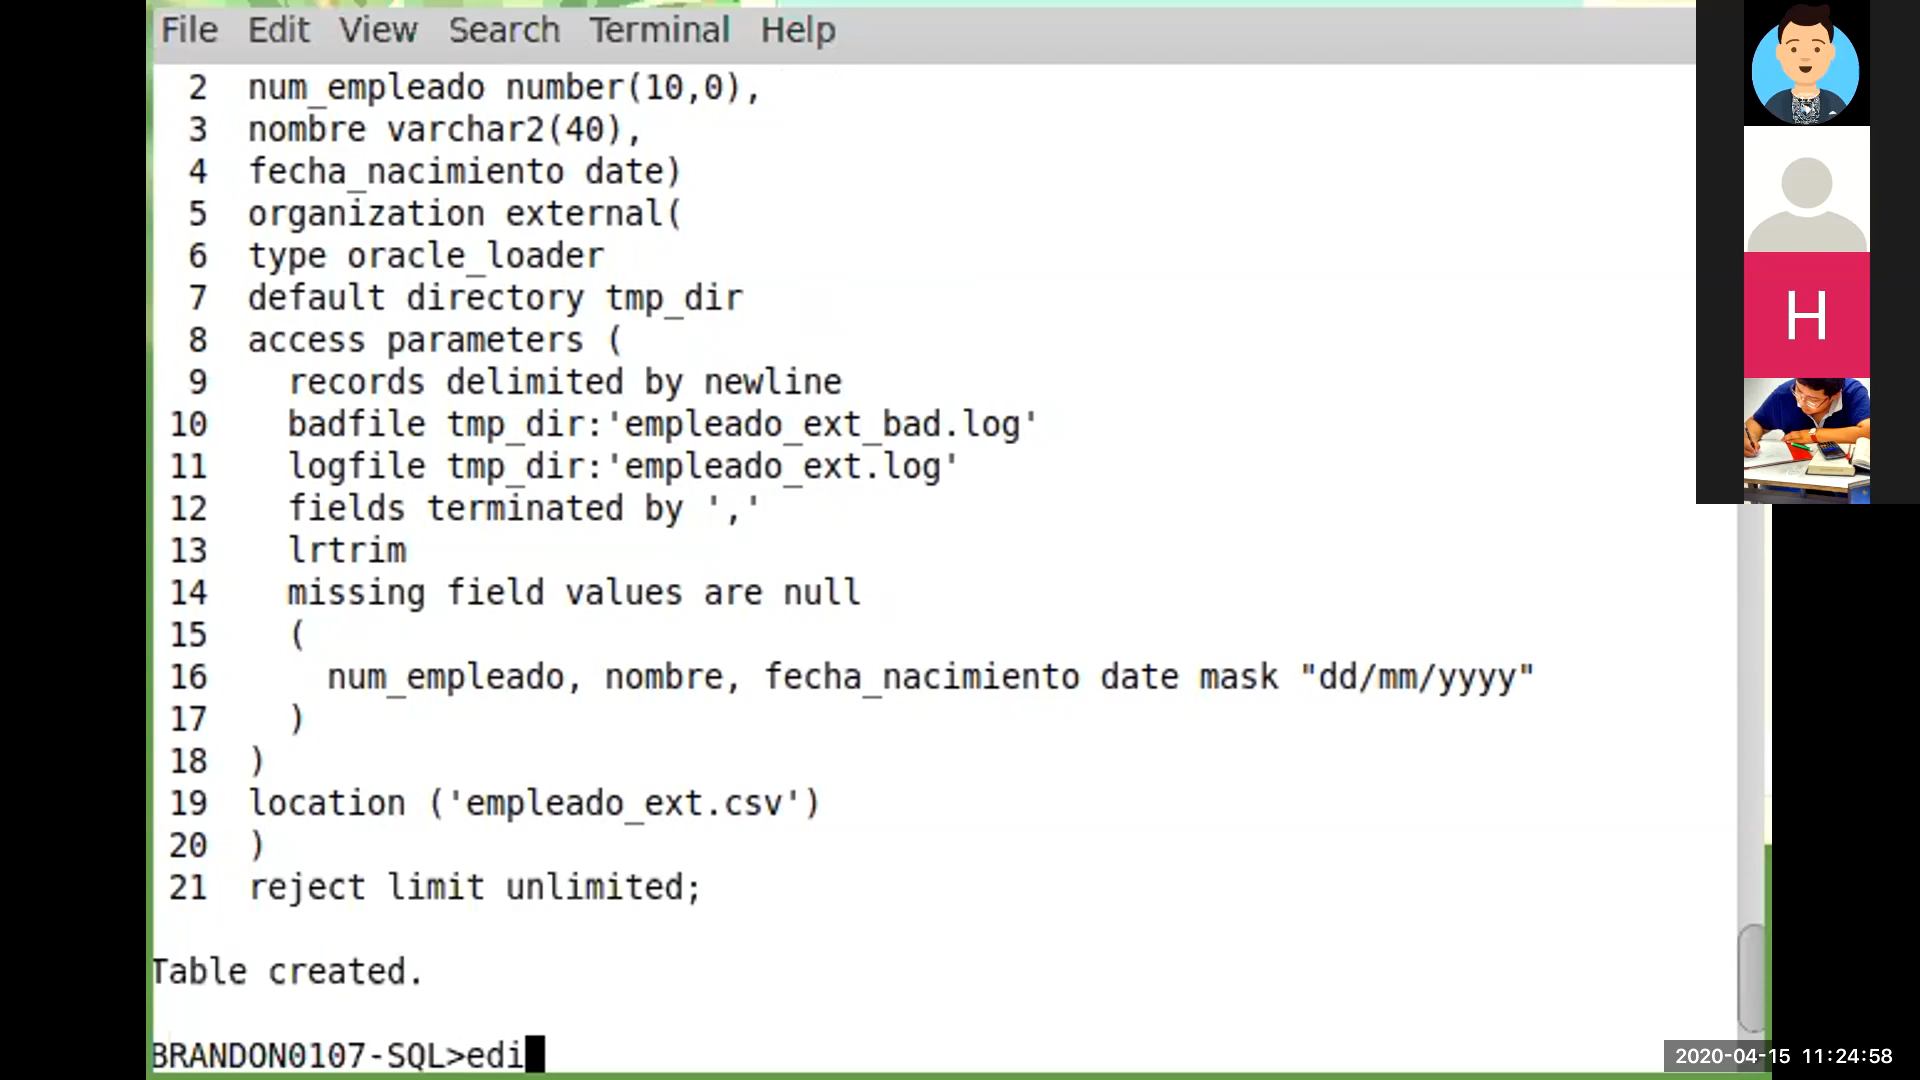 File Edit View Search Terminal Help
2 num_empleado number(10,0),
3 nombre varchar2(40),
4 fecha_nacimiento date)
5 organization external(
6 type oracle_loader
7 default directory tmp_dir
8 access parameters (
9 records delimited by newline
10 badfile tmp_dir:'empleado_ext_bad.log'
11 logfile tmp_dir:'empleado_ext.log'
12 fields terminated by ','
13 lrtrim
14 missing field values are null
15 (
16 num_empleado, nombre, fecha_nacimiento date mask "dd/mm/yyyy"
17 )
18 )
19 location ('empleado_ext.csv')
20 )
21 reject limit unlimited;
Table created.
BRANDON0107-SQL>edi
H
2020-04-15 11:24:58